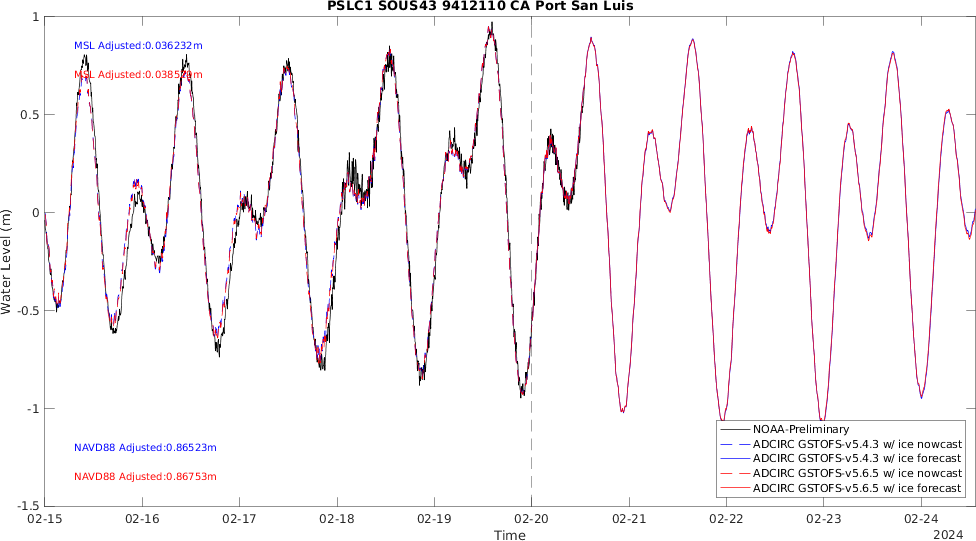 PSLC1 SOUS43 9412110 CA Port San Luis
1
0.5
0
-0.5
-1
-1.5
Water Level (m)
MSL Adjusted:0.036232m
NAVD88 Adjusted:0.86523m
NAVD88 Adjusted:0.86753m
NOAA-Preliminary
ADCIRC GSTOFS-v5.4.3 w/ ice nowcast
ADCIRC GSTOFS-v5.4.3 w/ ice forecast
ADCIRC GSTOFS-v5.6.5 w/ ice nowcast
ADCIRC GSTOFS-v5.6.5 w/ ice forecast
02-15 02-16 02-17 02-18 02-19 02-20 02-21 02-22 02-23 02-24
Time
2024